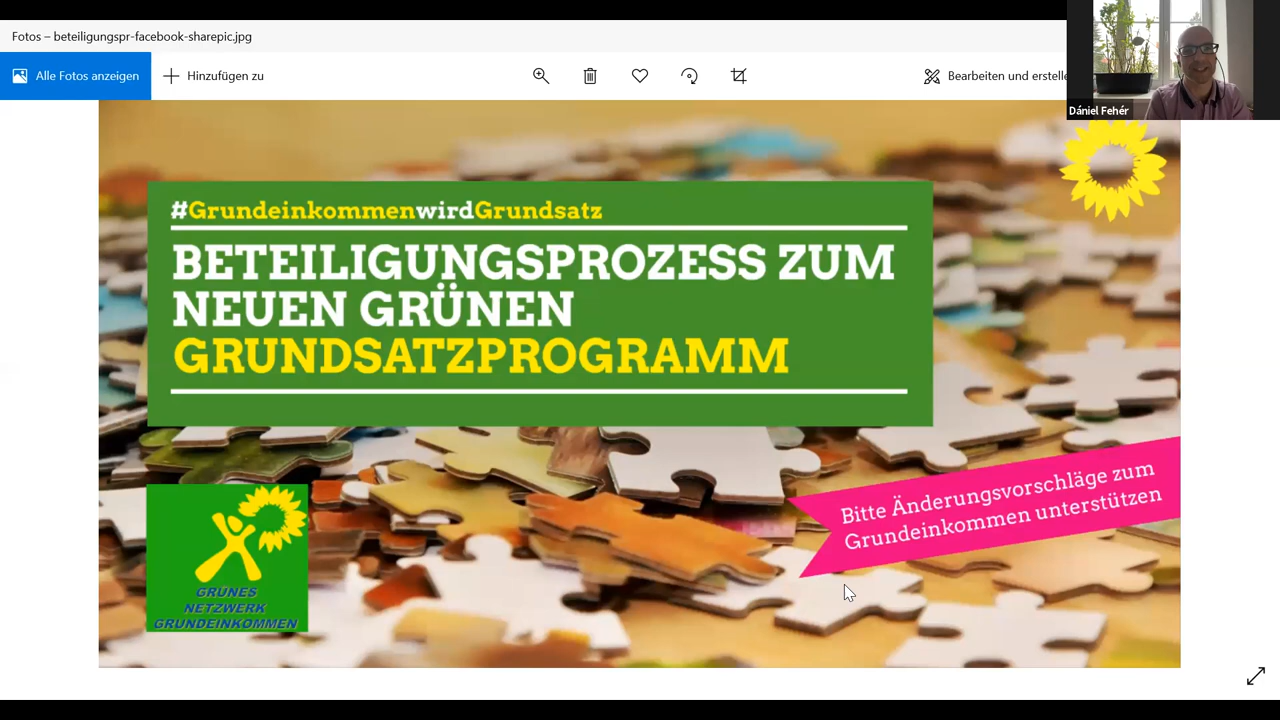 Fotos – beteiligungspr-facebook-sharepic.jpg
Alle Fotos anzeigen
Hinzufügen zu
Bearbeiten und erstelle
Dániel Fehér
#GrundeinkommenwirdGrundsatz
BETEILIGUNGSPROZESS ZUM
NEUEN GRÜNEN
GRUNDSATZPROGRAMM
Bitte Änderungsvorschläge zum
Grundeinkommen unterstützen
GRÜNES
NETZWERK
GRUNDEINKOMMEN